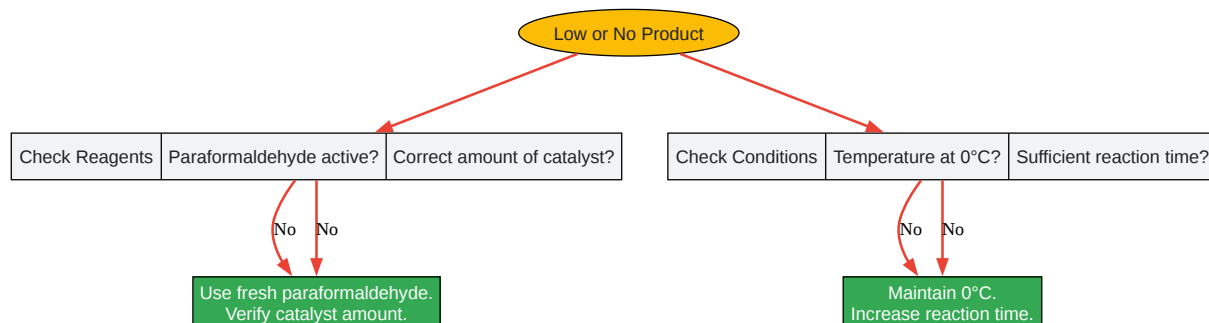 Low or No Product
Check Reagents
Paraformaldehyde active?
Correct amount of catalyst?
Check Conditions
Temperature at 0°C?
Sufficient reaction time?
No
No
No
No
Use fresh paraformaldehyde.
Verify catalyst amount.
Maintain 0°C.
Increase reaction time.